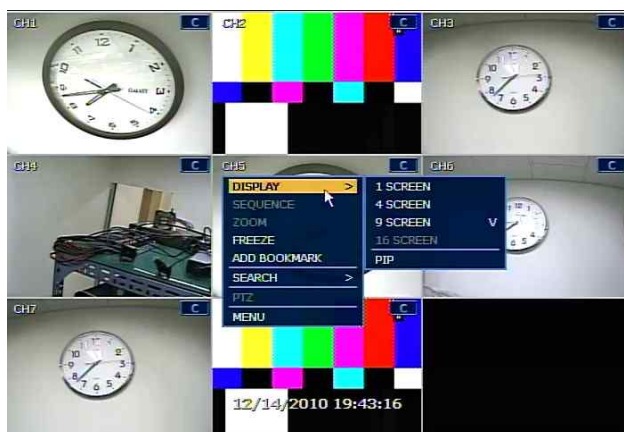 CH1 C
CH2 C
CH3 C
CH4 C
CH5 C
CH6 C
DISPLAY >
SEQUENCE
ZOOM
FREEZE
ADD BOOKMARK
SEARCH >
PTZ
MENU
1 SCREEN
4 SCREEN
9 SCREEN V
16 SCREEN
PIP
CH7 C
C
12/14/2010 19:43:16